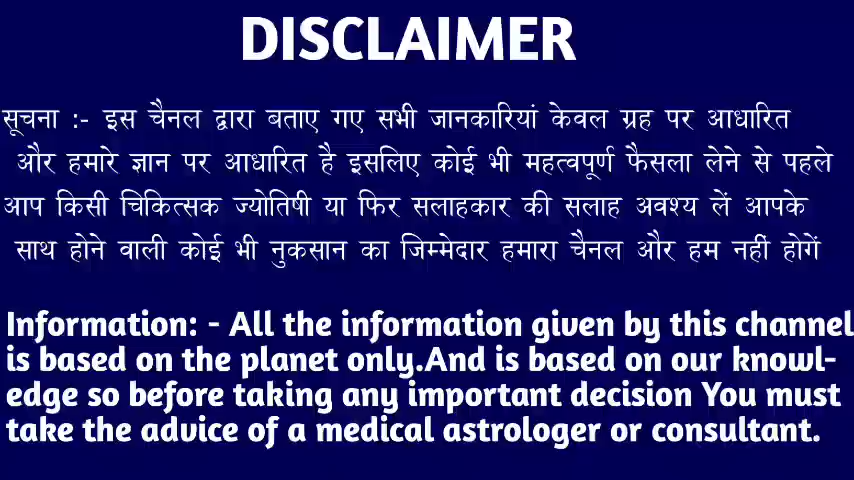 DISCLAIMER
सूचना :- इस चैनल द्वारा बताए गए सभी जानकारियां केवल ग्रह पर आधारित
और हमारे ज्ञान पर आधारित है इसलिए कोई भी महत्वपूर्ण फैसला लेने से पहले
आप किसी चिकित्सक ज्योतिषी या फिर सलाहकार की सलाह अवश्य लें आपके
साथ होने वाली कोई भी नुकसान का जिम्मेदार हमारा चैनल और हम नहीं होगें
Information: - All the information given by this channel
is based on the planet only.And is based on our knowl-
edge so before taking any important decision You must
take the advice of a medical astrologer or consultant.